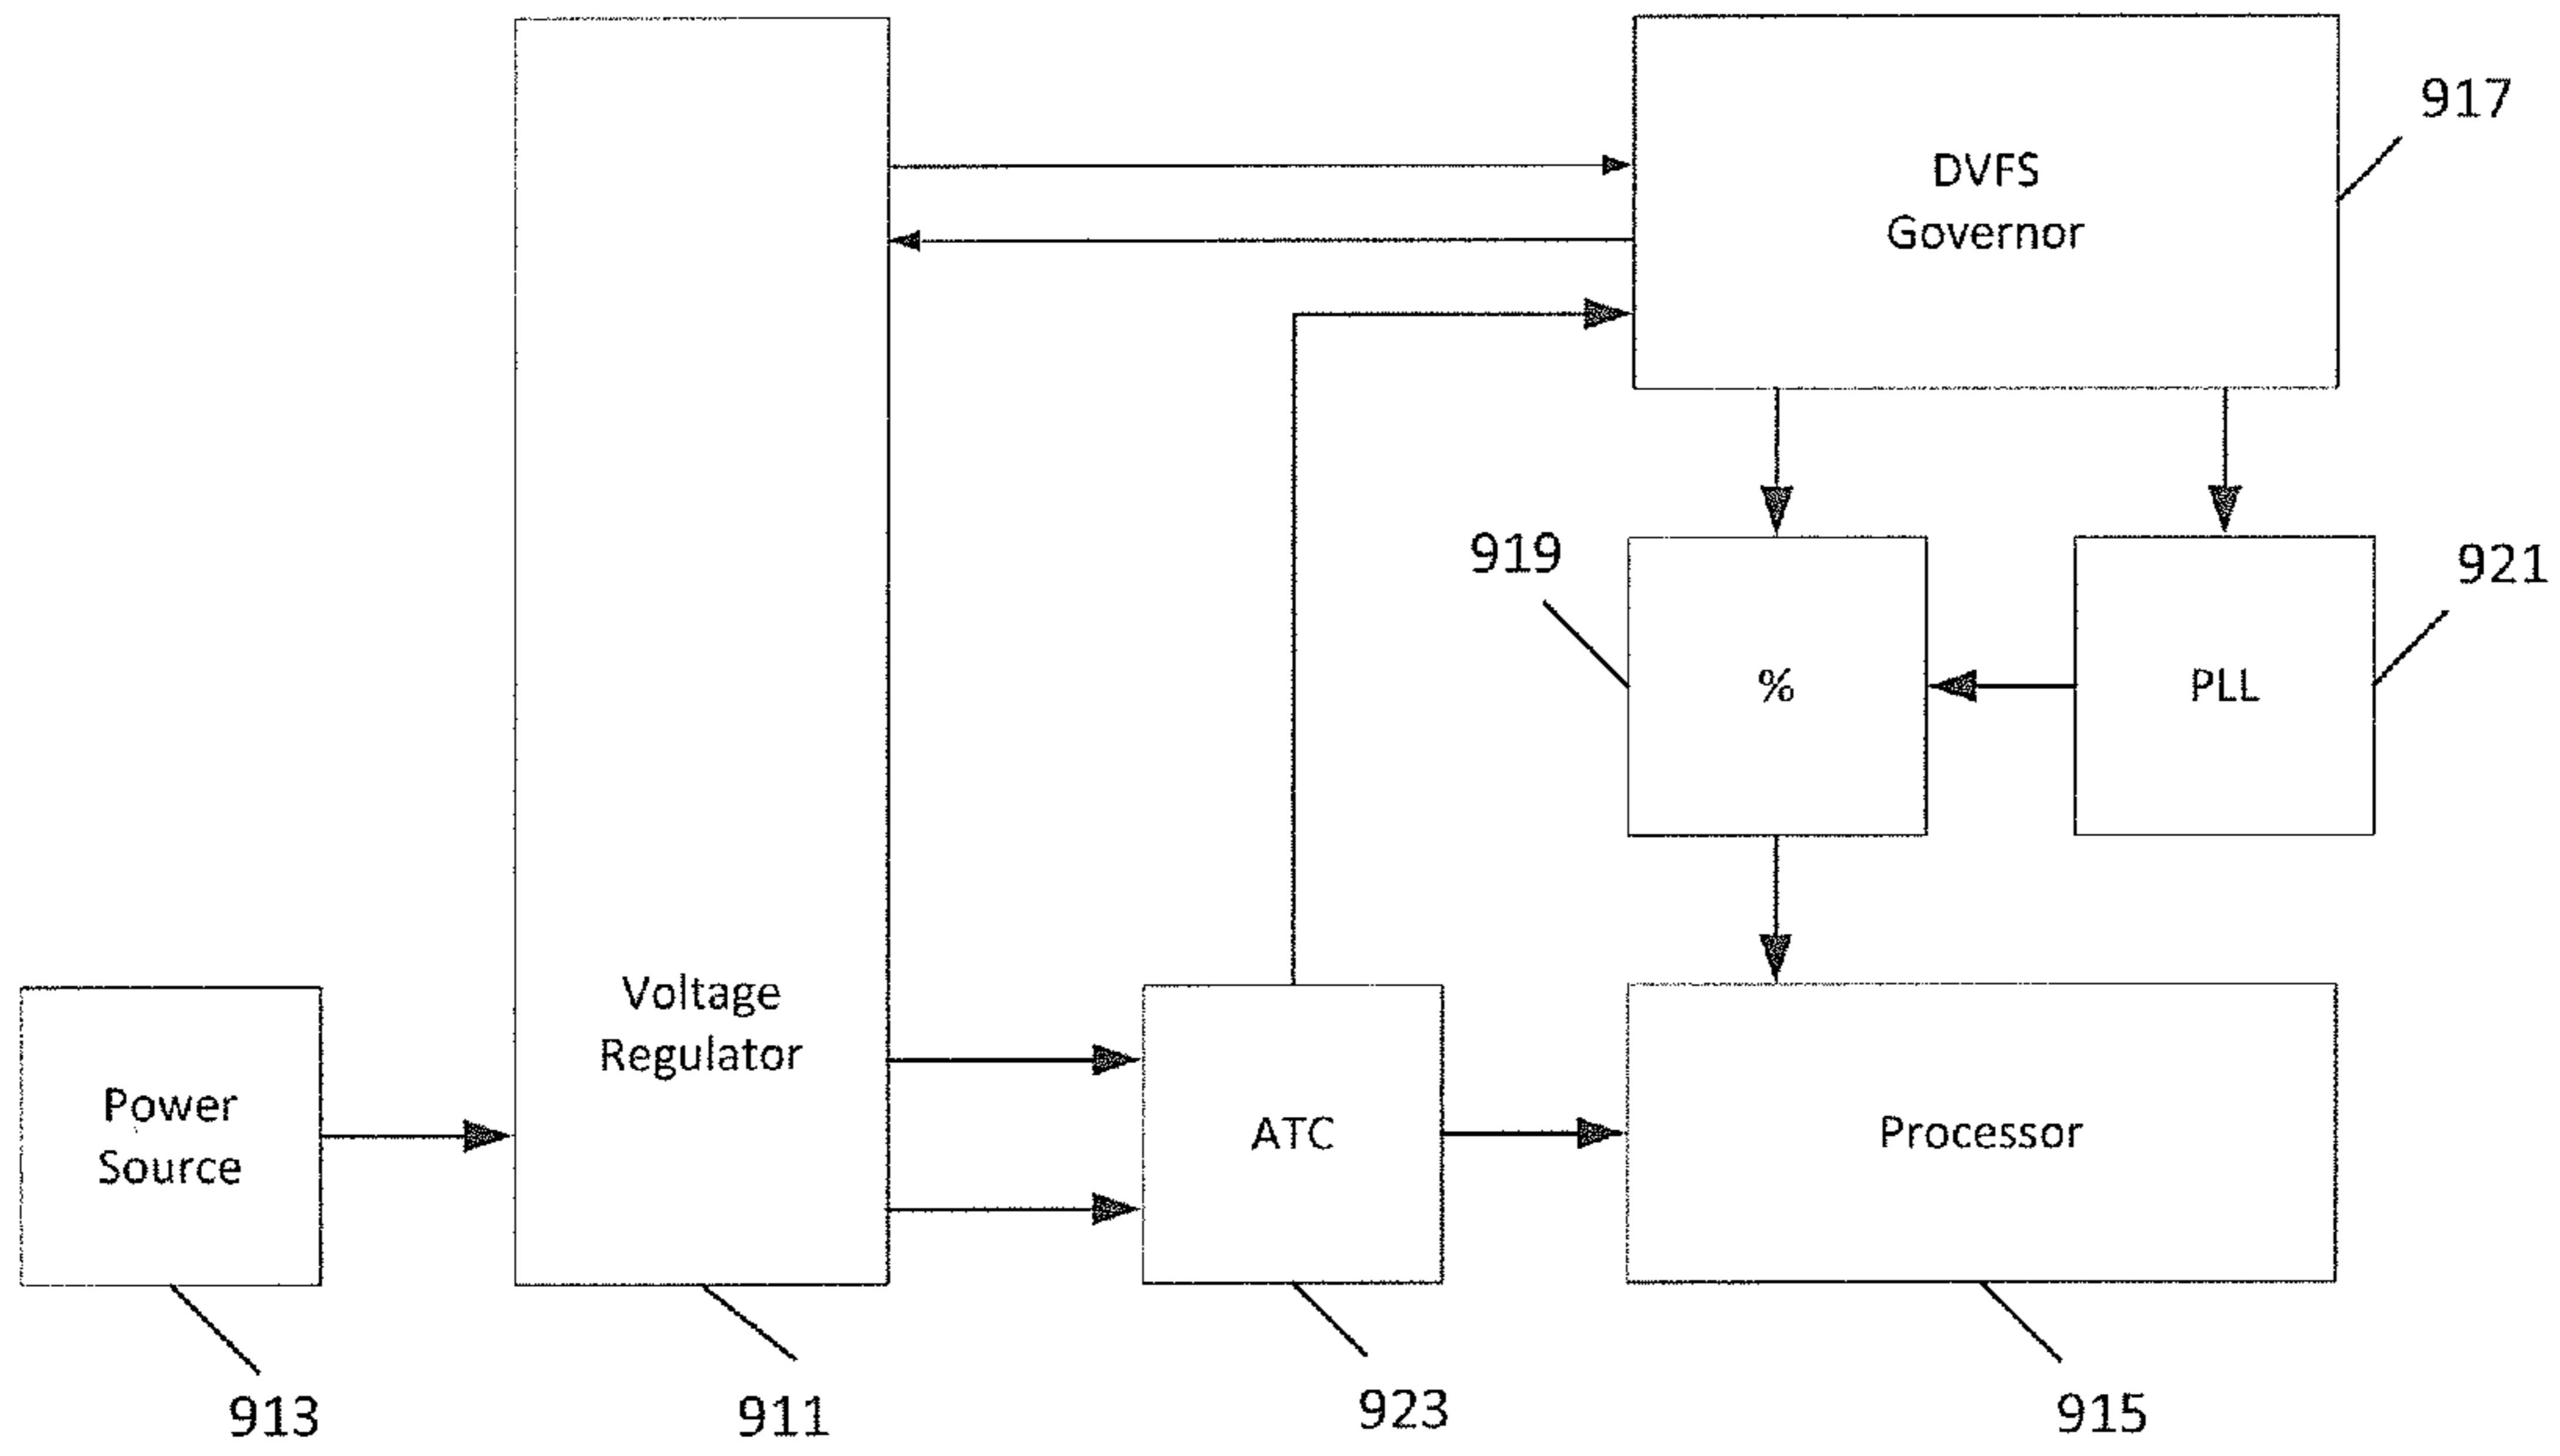 917
DVFS
Governor
919
921
%
PLL
Voltage
Regulator
Power
Source
ATC
Processor
913
911
923
915